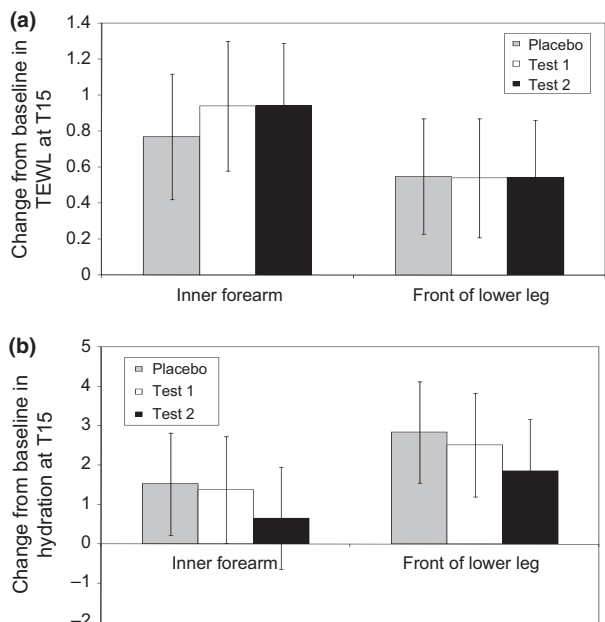 (a)
Change from baseline in
TEWL at T15
1.4
1.2
1
0.8
0.6
0.4
0.2
0
Placebo
Test 1
Test 2
Inner forearm
Front of lower leg
(b)
Change from baseline in
hydration at T15
5
4
3
2
1
0
–1
–2
Placebo
Test 1
Test 2
Inner forearm
Front of lower leg